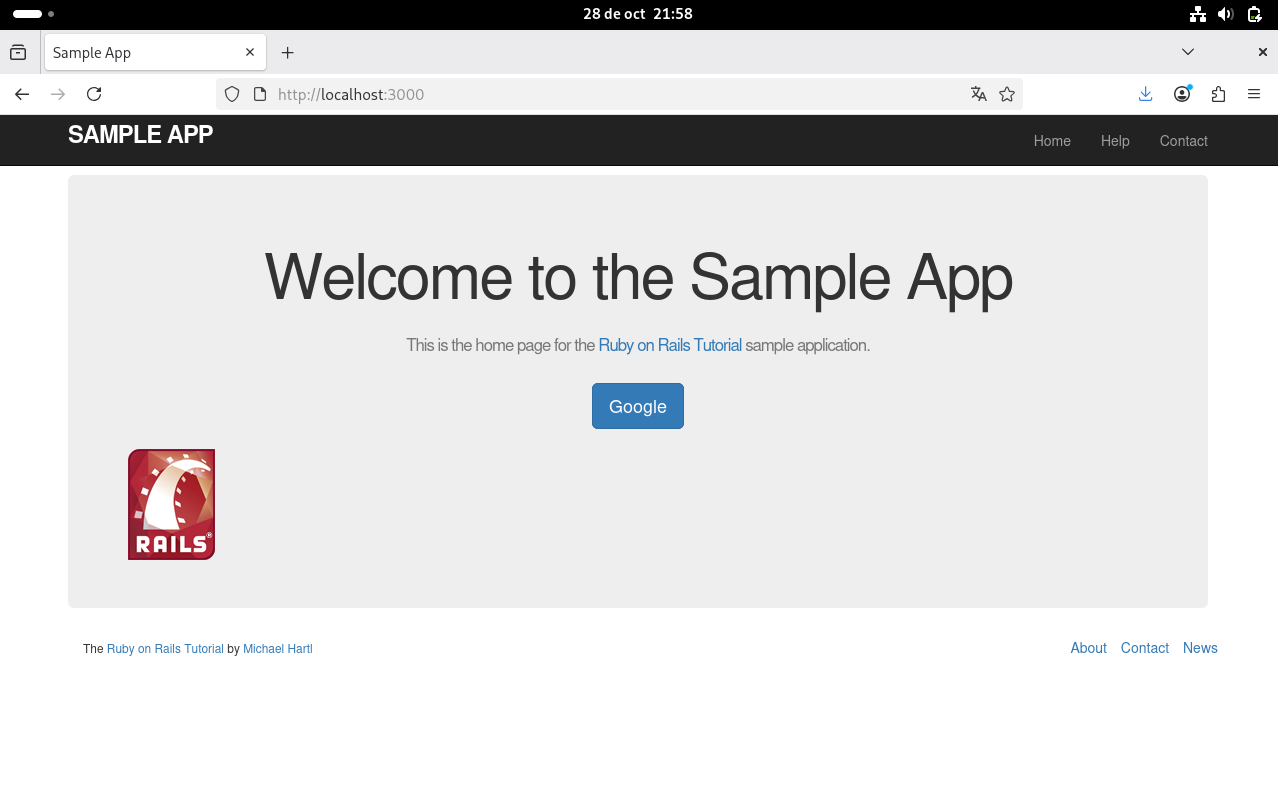 28 de oct 21:58
Sample App
http://localhost:3000
SAMPLE APP
Home Help Contact
Welcome to the Sample App
This is the home page for the Ruby on Rails Tutorial sample application.
Google
RAILS®
The Ruby on Rails Tutorial by Michael Hartl
About Contact News